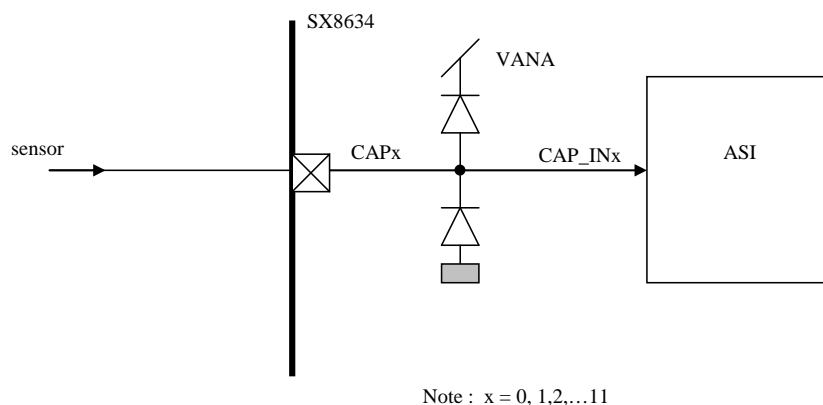 SX8634
VANA
sensor
CAPx
CAP_INx
ASI
Note : x = 0, 1,2,…11